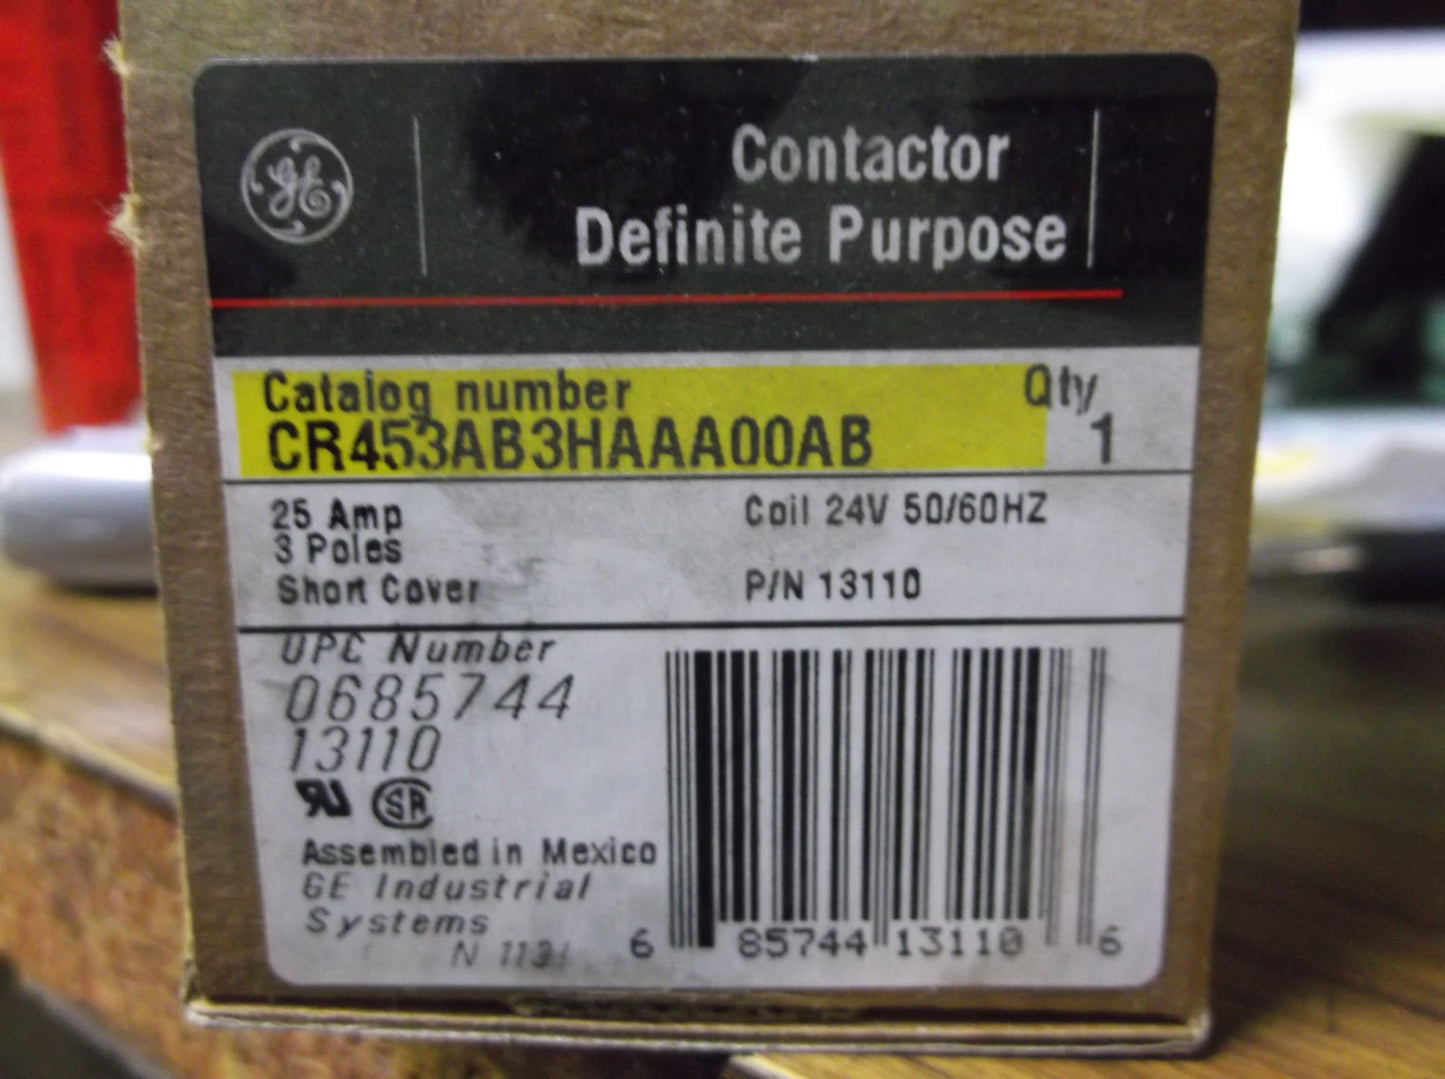 GE
Contactor
Definite Purpose
Catalog number Qty
CR453AB3HAAA00AB 1
25 Amp Coil 24V 50/60HZ
3 Poles
Short Cover P/N 13110
UPC Number
0685744
13110
Assembled in Mexico
GE Industrial
Systems
6 85744 13110 6